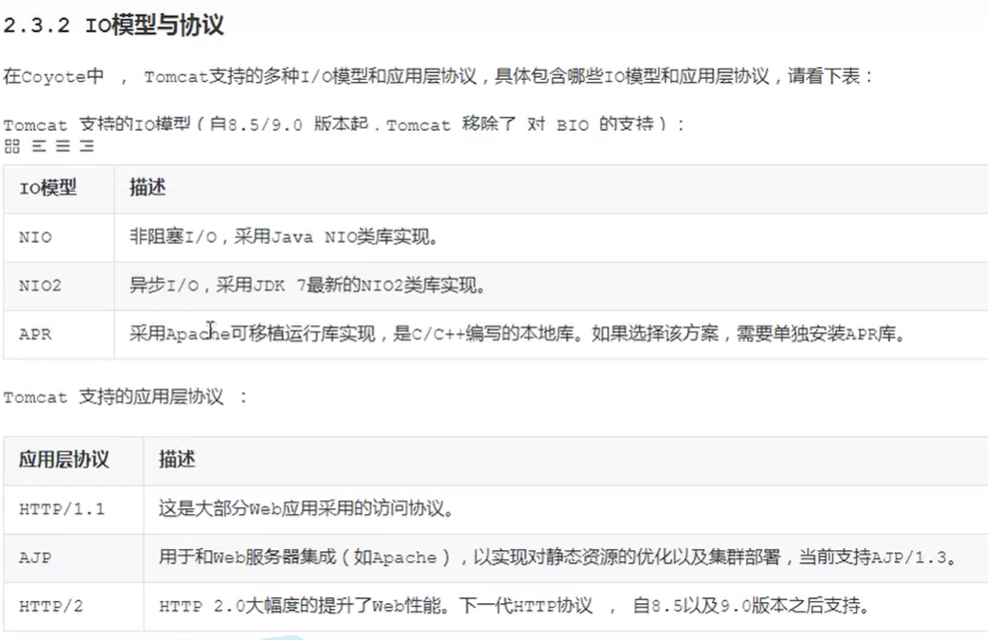 2.3.2 IO模型与协议
在Coyote中 ， Tomcat支持的多种I/O模型和应用层协议，具体包含哪些IO模型和应用层协议，请看下表：
Tomcat 支持的IO模型（自8.5/9.0 版本起，Tomcat 移除了 对 BIO 的支持）：
IO模型 描述
NIO 非阻塞I/O，采用Java NIO类库实现。
NIO2 异步I/O，采用JDK 7最新的NIO2类库实现。
APR 采用Apache可移植运行库实现，是C/C++编写的本地库。如果选择该方案，需要单独安装APR库。
Tomcat 支持的应用层协议 ：
应用层协议 描述
HTTP/1.1 这是大部分Web应用采用的访问协议。
AJP 用于和Web服务器集成（如Apache），以实现对静态资源的优化以及集群部署，当前支持AJP/1.3。
HTTP/2 HTTP 2.0大幅度的提升了Web性能。下一代HTTP协议 ， 自8.5以及9.0版本之后支持。